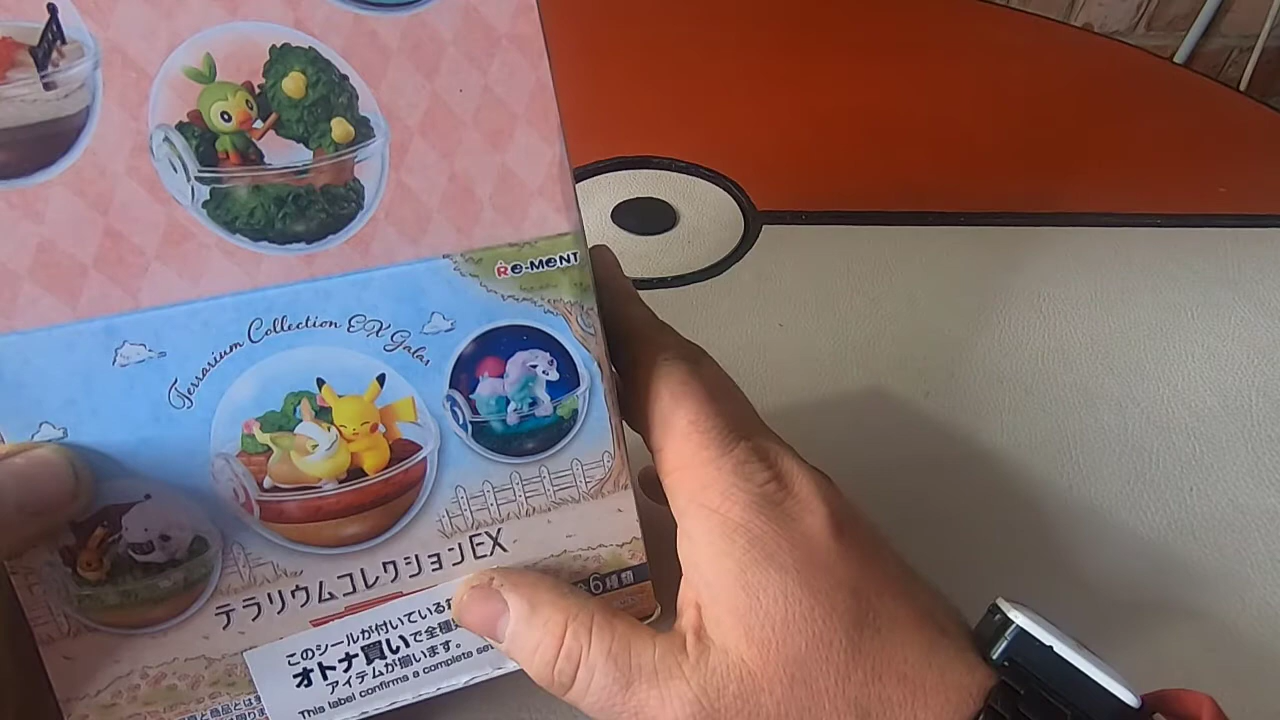 Re-MeNT
Terrarium Collection EX Galar
テラリウムコレクションEX
6種類
このシールが付いている
オトナ買いで全種
アイテムが揃います。
This label confirms a complete se